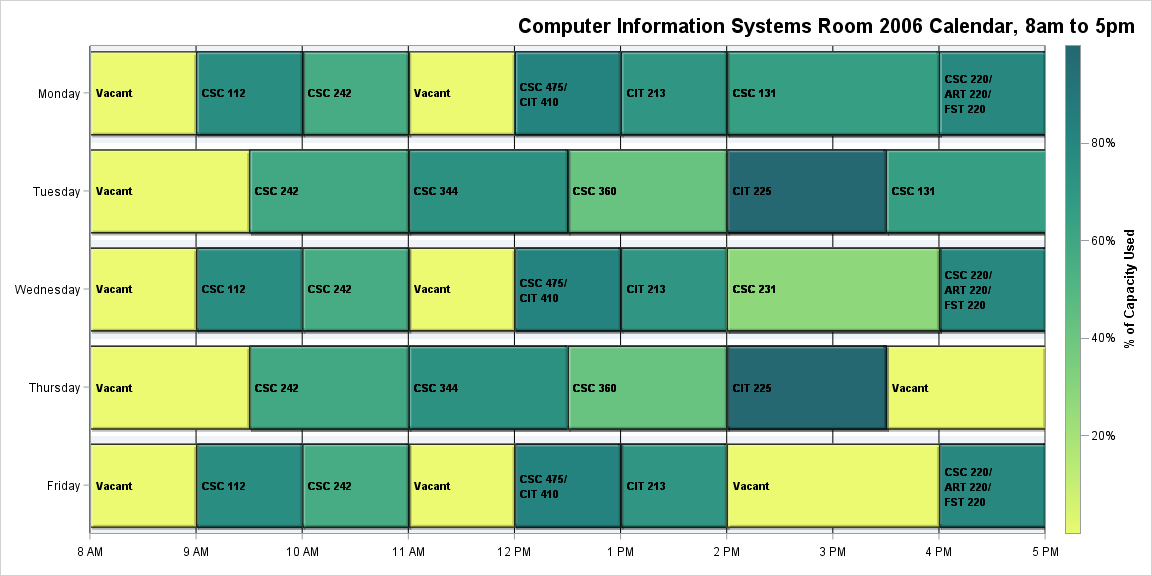 Computer Information Systems Room 2006 Calendar, 8am to 5pm
Monday
Vacant
CSC 112
CSC 242
Vacant
CSC 475/
CIT 410
CIT 213
CSC 131
CSC 220/
ART 220/
FST 220
Tuesday
Vacant
CSC 242
CSC 344
CSC 360
CIT 225
CSC 131
Wednesday
Vacant
CSC 112
CSC 242
Vacant
CSC 475/
CIT 410
CIT 213
CSC 231
CSC 220/
ART 220/
FST 220
Thursday
Vacant
CSC 242
CSC 344
CSC 360
CIT 225
Vacant
Friday
Vacant
CSC 112
CSC 242
Vacant
CSC 475/
CIT 410
CIT 213
Vacant
CSC 220/
ART 220/
FST 220
8 AM
9 AM
10 AM
11 AM
12 PM
1 PM
2 PM
3 PM
4 PM
5 PM
80%
60%
40%
20%
% of Capacity Used